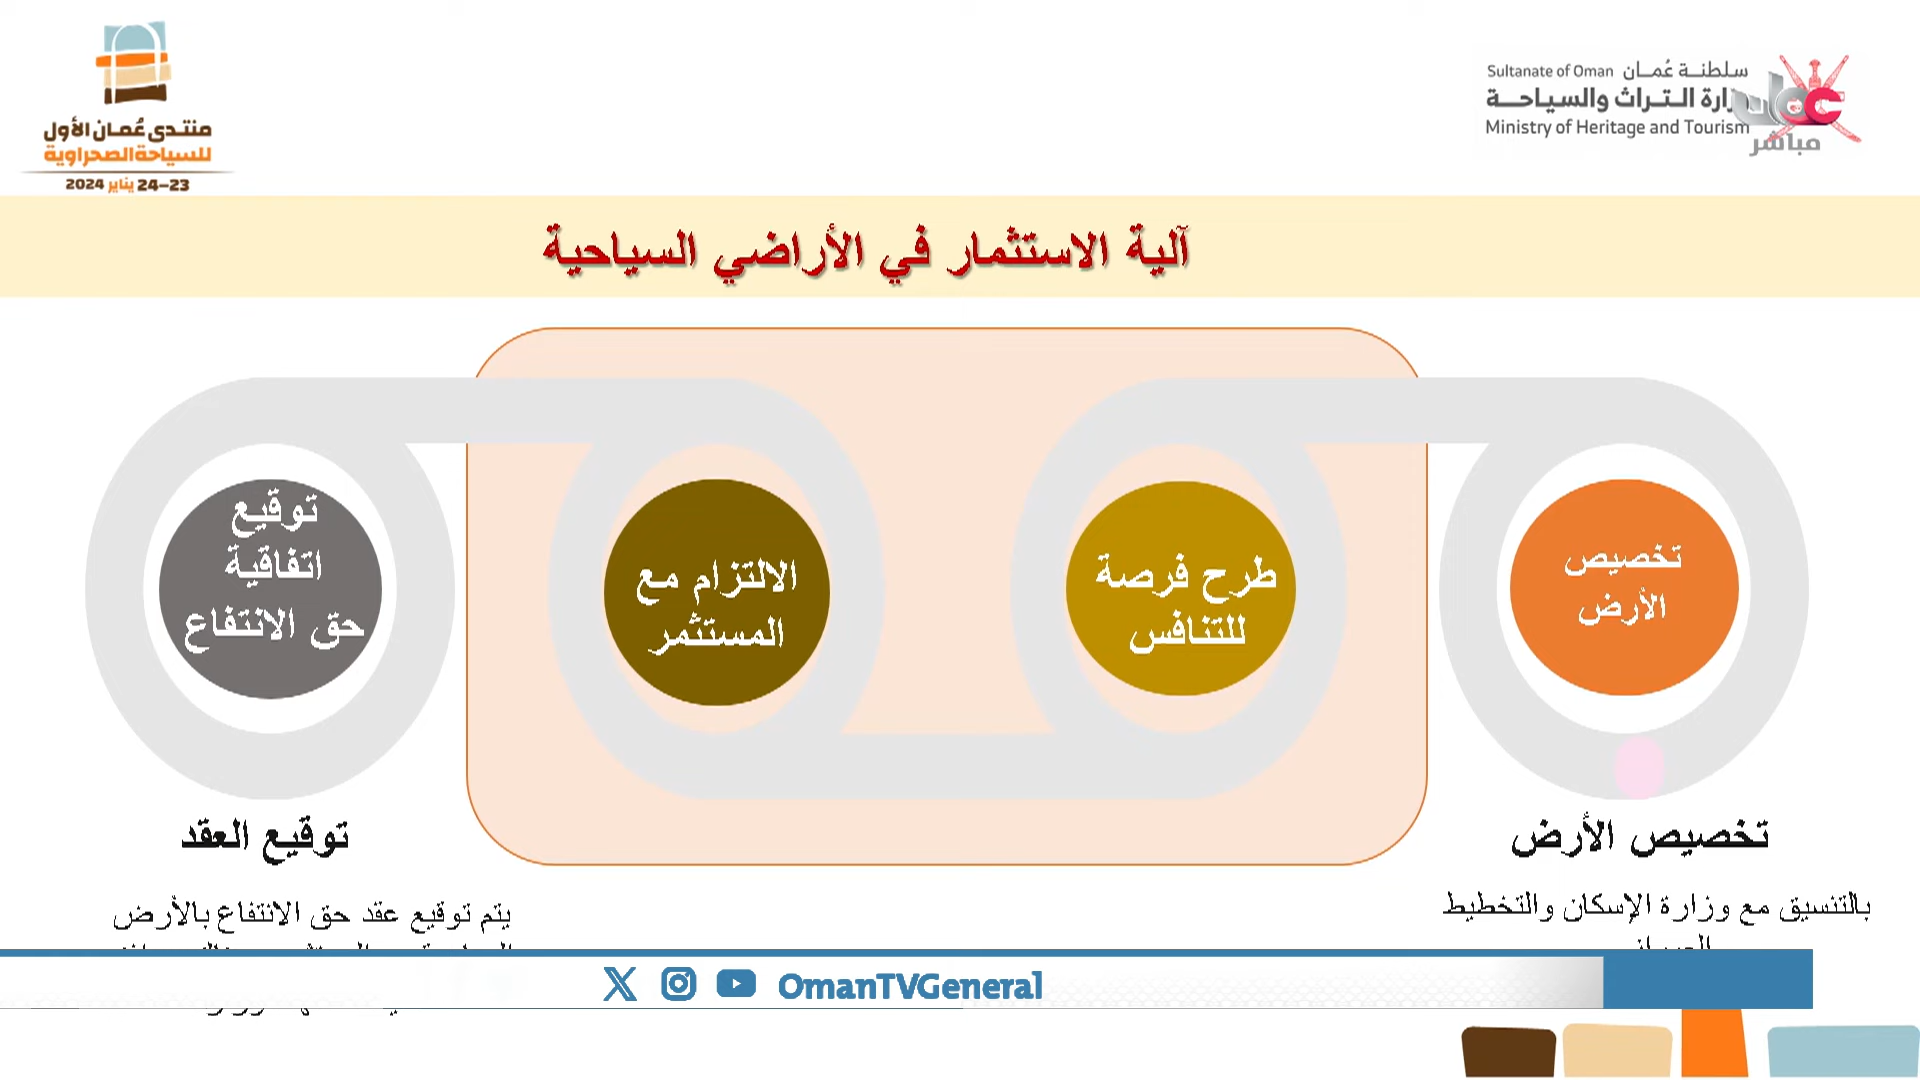 منتدى عُمان الأول
للسياحة الصحراوية
23–24 يناير 2024
Sultanate of Oman سلطنة عُمان
التراث والسياحة
Ministry of Heritage and Tourism
مباشر
آلية الاستثمار في الأراضي السياحية
تخصيص
الأرض
طرح فرصة
للتنافس
الالتزام مع
المستثمر
توقيع
اتفاقية
حق الانتفاع
تخصيص الأرض
بالتنسيق مع وزارة الإسكان والتخطيط
توقيع العقد
يتم توقيع عقد حق الانتفاع بالأرض
OmanTVGeneral